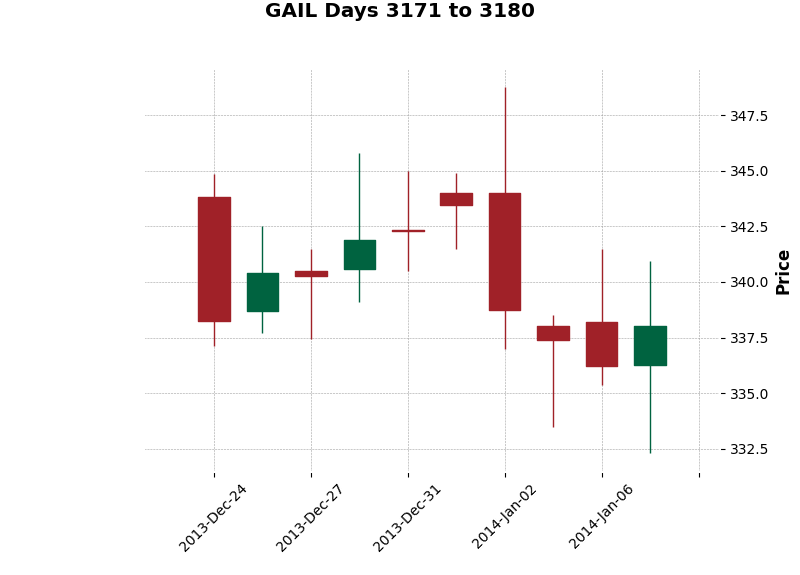 GAIL Days 3171 to 3180
347.5
345.0
342.5
340.0
337.5
335.0
332.5
Price
2013-Dec-24
2013-Dec-27
2013-Dec-31
2014-Jan-02
2014-Jan-06